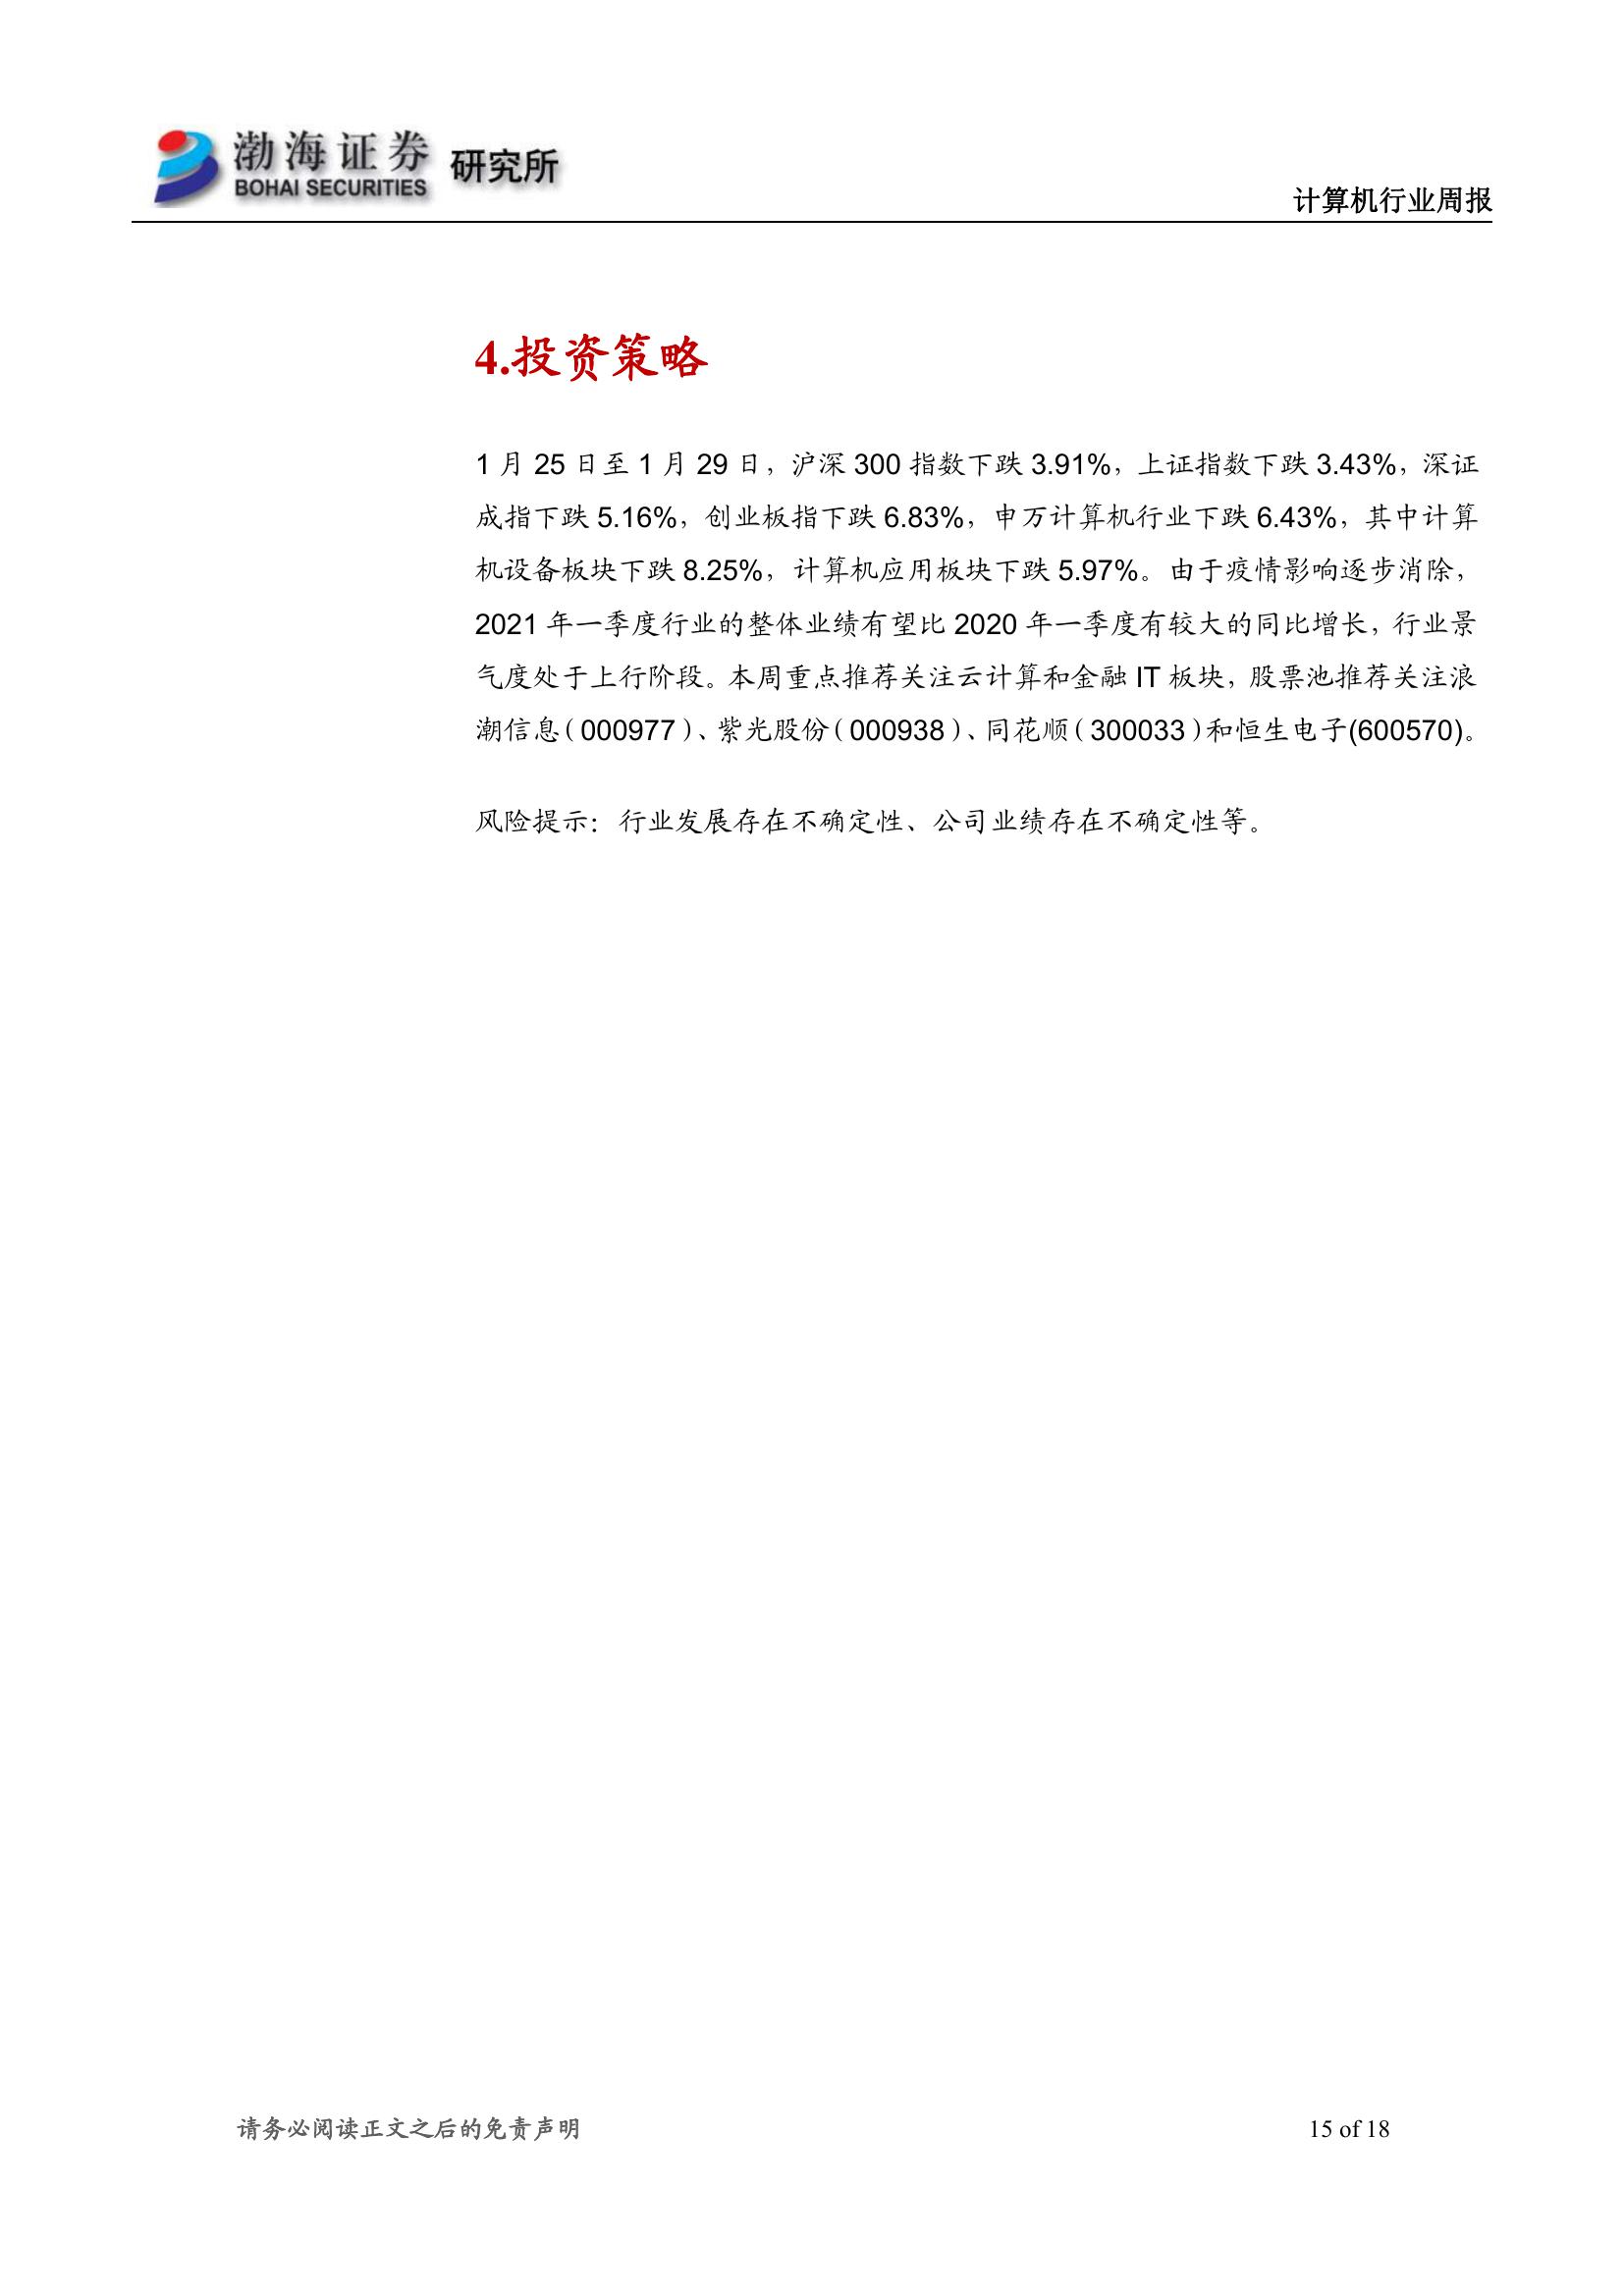 渤海证券 研究所
BOHAI SECURITIES
计算机行业周报
4.投资策略
1 月 25 日至 1 月 29 日，沪深 300 指数下跌 3.91%，上证指数下跌 3.43%，深证
成指下跌 5.16%，创业板指下跌 6.83%，申万计算机行业下跌 6.43%，其中计算
机设备板块下跌 8.25%，计算机应用板块下跌 5.97%。由于疫情影响逐步消除，
2021 年一季度行业的整体业绩有望比 2020 年一季度有较大的同比增长，行业景
气度处于上行阶段。本周重点推荐关注云计算和金融 IT 板块，股票池推荐关注浪
潮信息（000977）、紫光股份（000938）、同花顺（300033）和恒生电子(600570)。
风险提示：行业发展存在不确定性、公司业绩存在不确定性等。
请务必阅读正文之后的免责声明
15 of 18